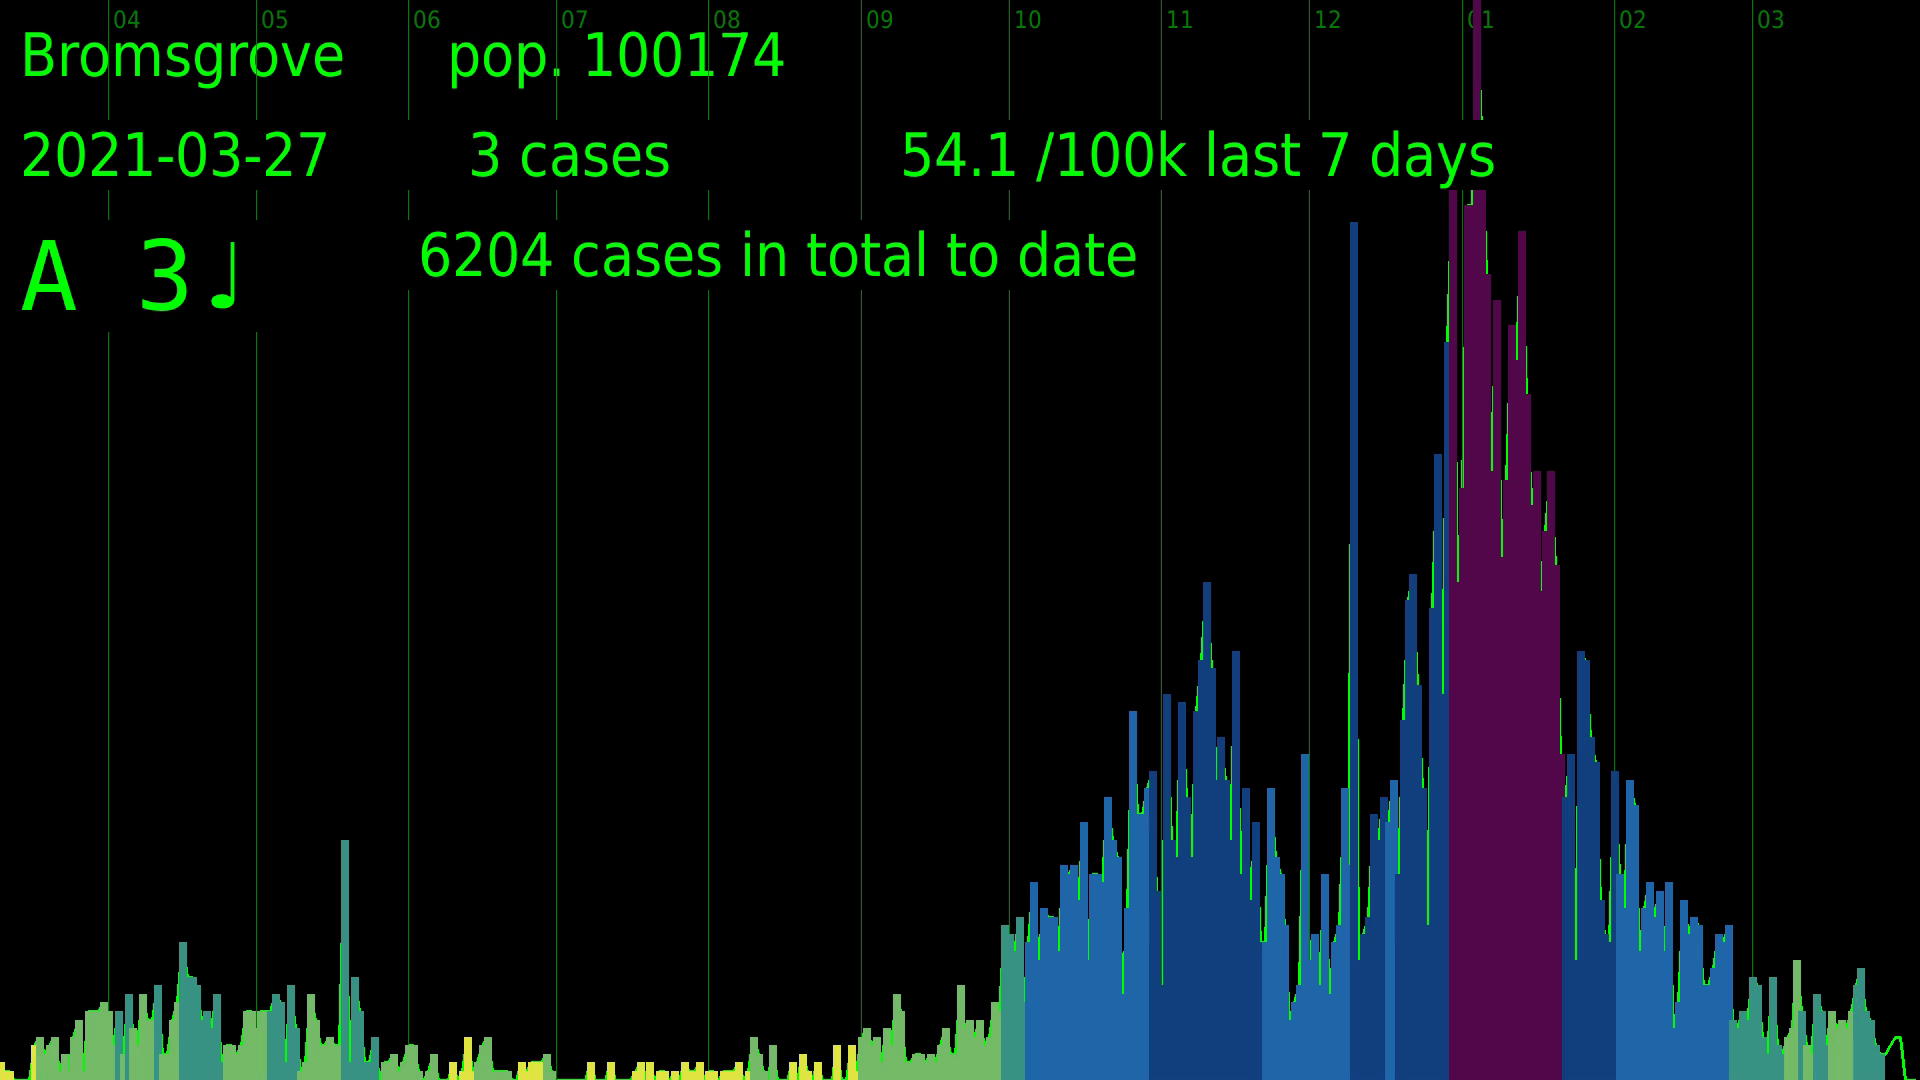 04 05 06 07 08 09 10 11 12 01 02 03
Bromsgrove pop. 100174
2021-03-27 3 cases 54.1 /100k last 7 days
A 3♩ 6204 cases in total to date